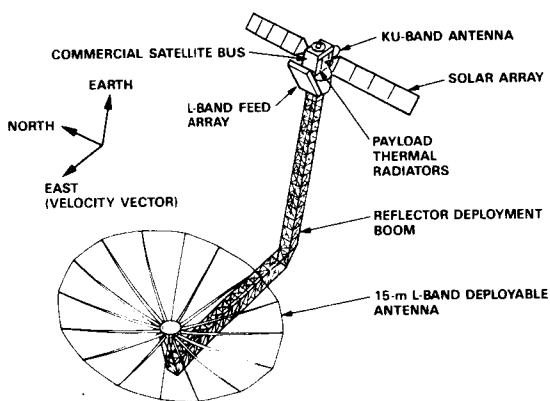 COMMERCIAL SATELLITE BUS
KU-BAND ANTENNA
EARTH
SOLAR ARRAY
L-BAND FEED
ARRAY
NORTH
PAYLOAD
THERMAL
RADIATORS
EAST
(VELOCITY VECTOR)
REFLECTOR DEPLOYMENT
BOOM
15-m L-BAND DEPLOYABLE
ANTENNA